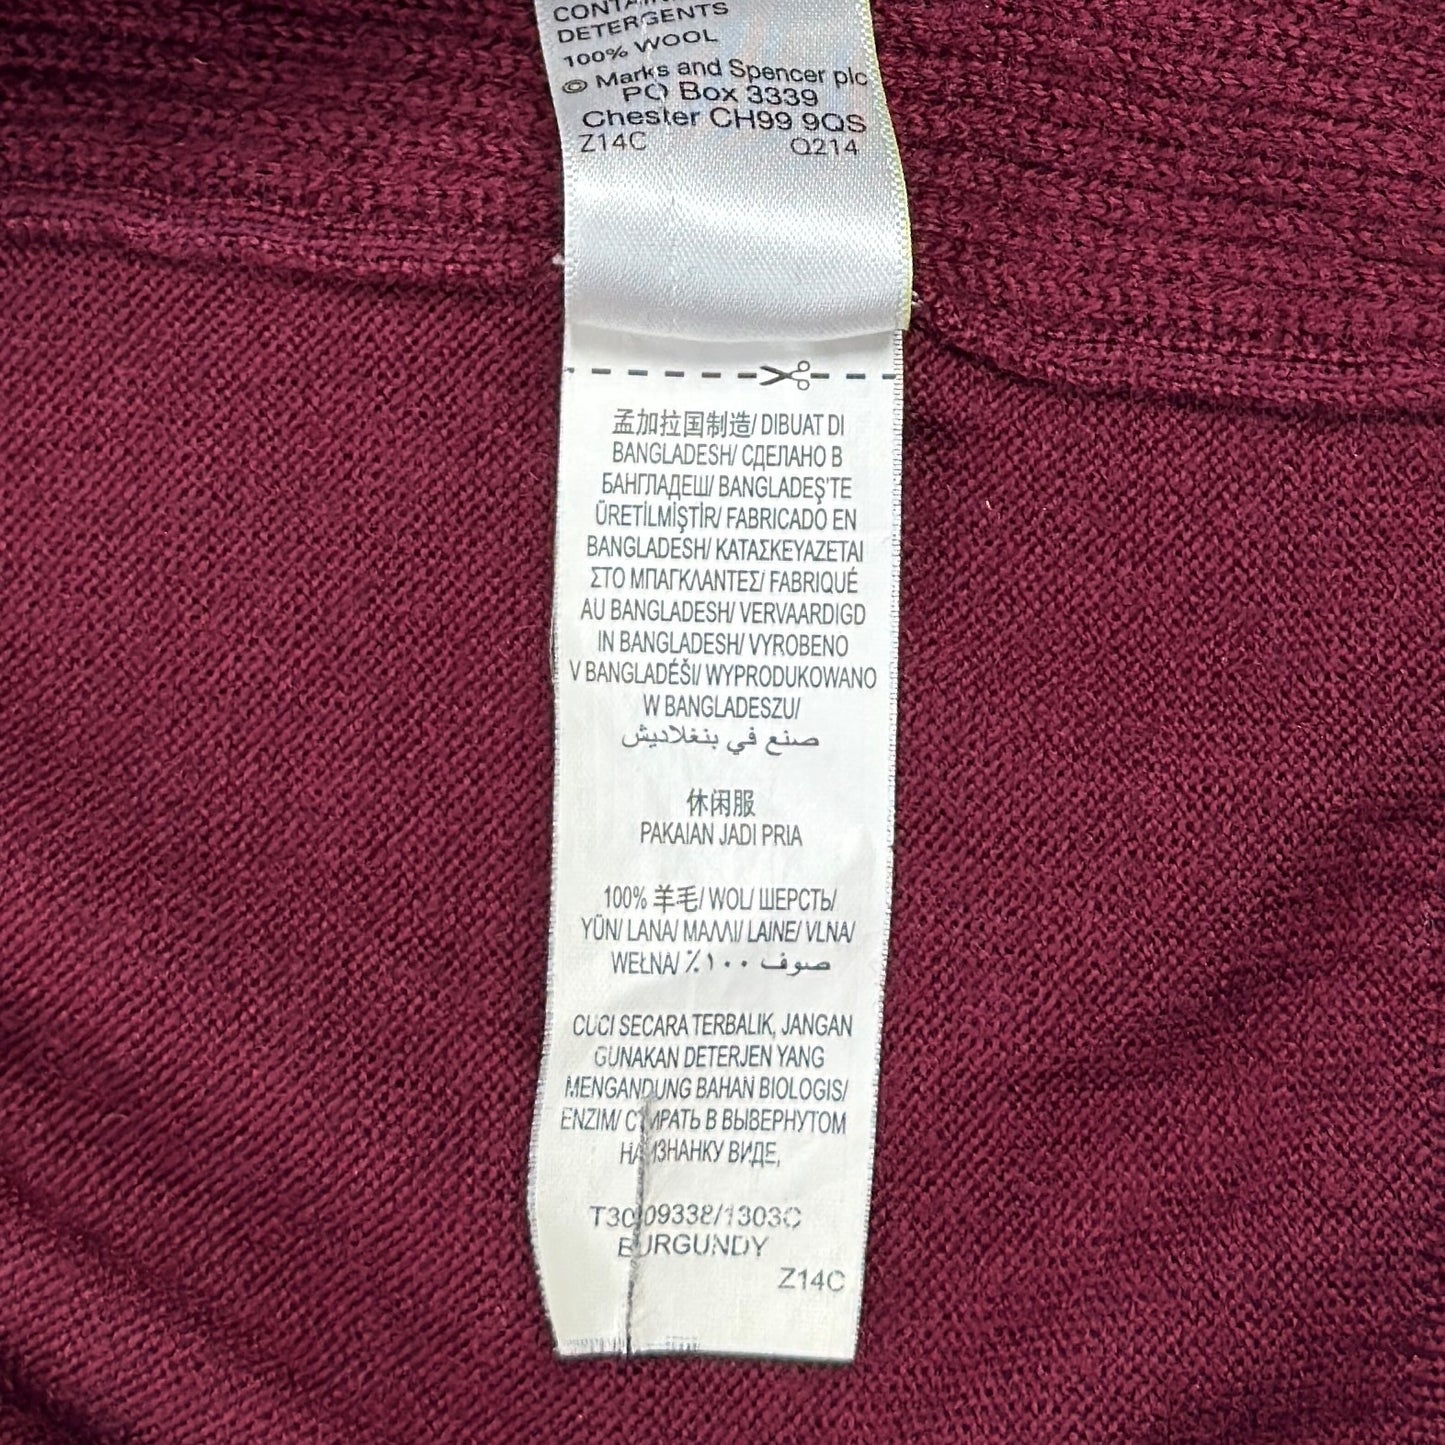 DETERGENTS
100% WOOL
© Marks and Spencer plc
PO Box 3339
Chester CH99 9QS
Z14C Q214
孟加拉国制造/ DIBUAT DI
BANGLADESH/ СДЕЛАНО В
БАНГЛАДЕШ/ BANGLADEŞ'TE
ÜRETİLMİŞTİR/ FABRICADO EN
BANGLADESH/ ΚΑΤΑΣΚΕΥΑΖΕΤΑΙ
ΣΤΟ ΜΠΑΓΚΛΑΝΤΕΣ/ FABRIQUÉ
AU BANGLADESH/ VERVAARDIGD
IN BANGLADESH/ VYROBENO
V BANGLADÉŠI/ WYPRODUKOWANO
W BANGLADESZU/
صنع في بنغلاديش
休闲服
PAKAIAN JADI PRIA
100% 羊毛/ WOL/ ШЕРСТЬ/
YÜN/ LANA/ ΜΑΛΛΙ/ LAINE/ VLNA/
WEŁNA/ صوف ١٠٠٪
CUCI SECARA TERBALIK, JANGAN
GUNAKAN DETERJEN YANG
MENGANDUNG BAHAN BIOLOGIS/
ENZIM/ СТИРАТЬ В ВЫВЕРНУТОМ
НАИЗНАНКУ ВИДЕ,
BURGUNDY
Z14C